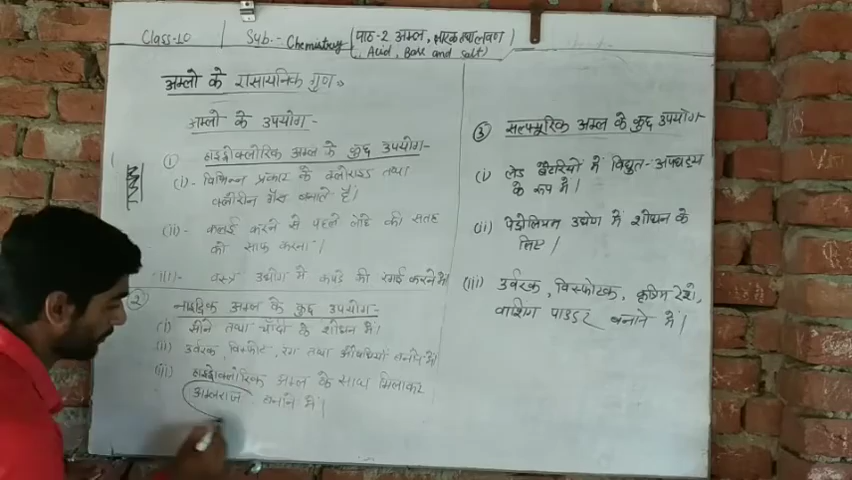 Class-10
Sub.- Chemistry (पाठ-2 अम्ल, क्षारक तथा लवण)
(Acid, Base and Salt)
अम्लो के रासायनिक गुण
अम्लो के उपयोग-
① हाइड्रोक्लोरिक अम्ल के कुछ उपयोग-
(i)- विभिन्न प्रकार के क्लोराइड तथा
क्लोरीन गैस बनाते हैं।
(ii)- कलई करने से पहले लोहे की सतह
को साफ करना।
(iii)- वस्त्र उद्योग में कपड़े की रंगाई करने में।
② नाइट्रिक अम्ल के कुछ उपयोग-
(i) सोने तथा चाँदी के शोधन में।
(ii) उर्वरक, विस्फोट, रंग तथा औषधियाँ बनाने में।
(iii) हाइड्रोक्लोरिक अम्ल के साथ मिलाकर
अम्लराज बनाने में।
③ सल्फ्यूरिक अम्ल के कुछ उपयोग-
(i) लेड बैटरियों में विद्युत-अपघट्य
के रूप में।
(ii) पेट्रोलियम उद्योग में शोधन के
लिए।
(iii) उर्वरक, विस्फोटक, कृत्रिम रेशे,
वाशिंग पाउडर बनाने में।